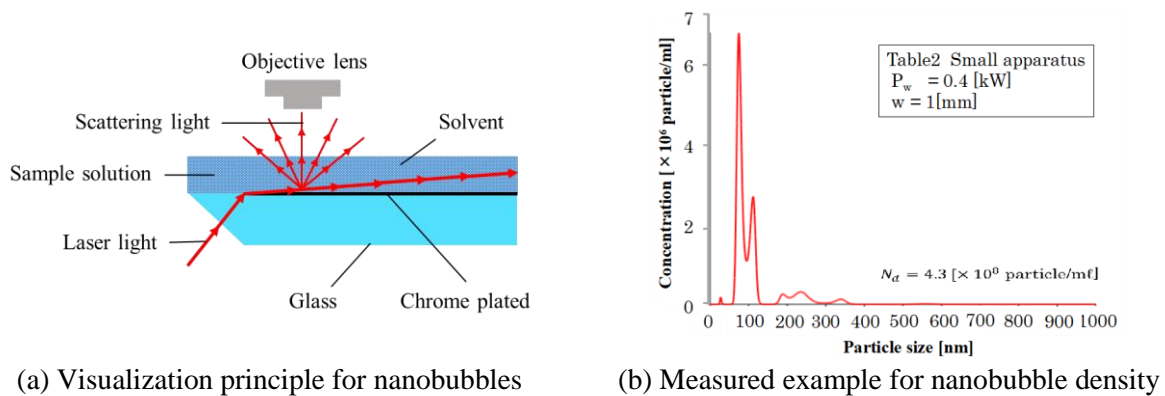 Objective lens
Scattering light
Solvent
Sample solution
Laser light
Glass
Chrome plated
(a) Visualization principle for nanobubbles
Concentration [ × 10⁶ particle/ml]
7
6
4
2
0
Table2 Small apparatus
P_w = 0.4 [kW]
w = 1[mm]
N_d = 4.3 [× 10⁸ particle/mℓ]
0 100 200 300 400 500 600 700 800 900 1000
Particle size [nm]
(b) Measured example for nanobubble density